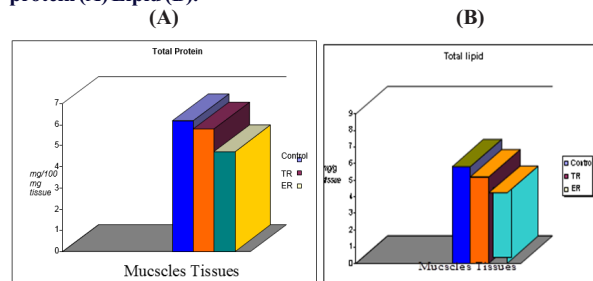 protein (A) Lipid (B).
(A)
(B)
Total Protein
7
6
5
4
3
2
1
0
mg/100
mg
tissue
Control
TR
ER
Mucscles Tissues
Total lipid
9
8
7
6
5
4
3
2
1
0
mg/g
tissue
Contro
TR
ER
Mucscles Tissues